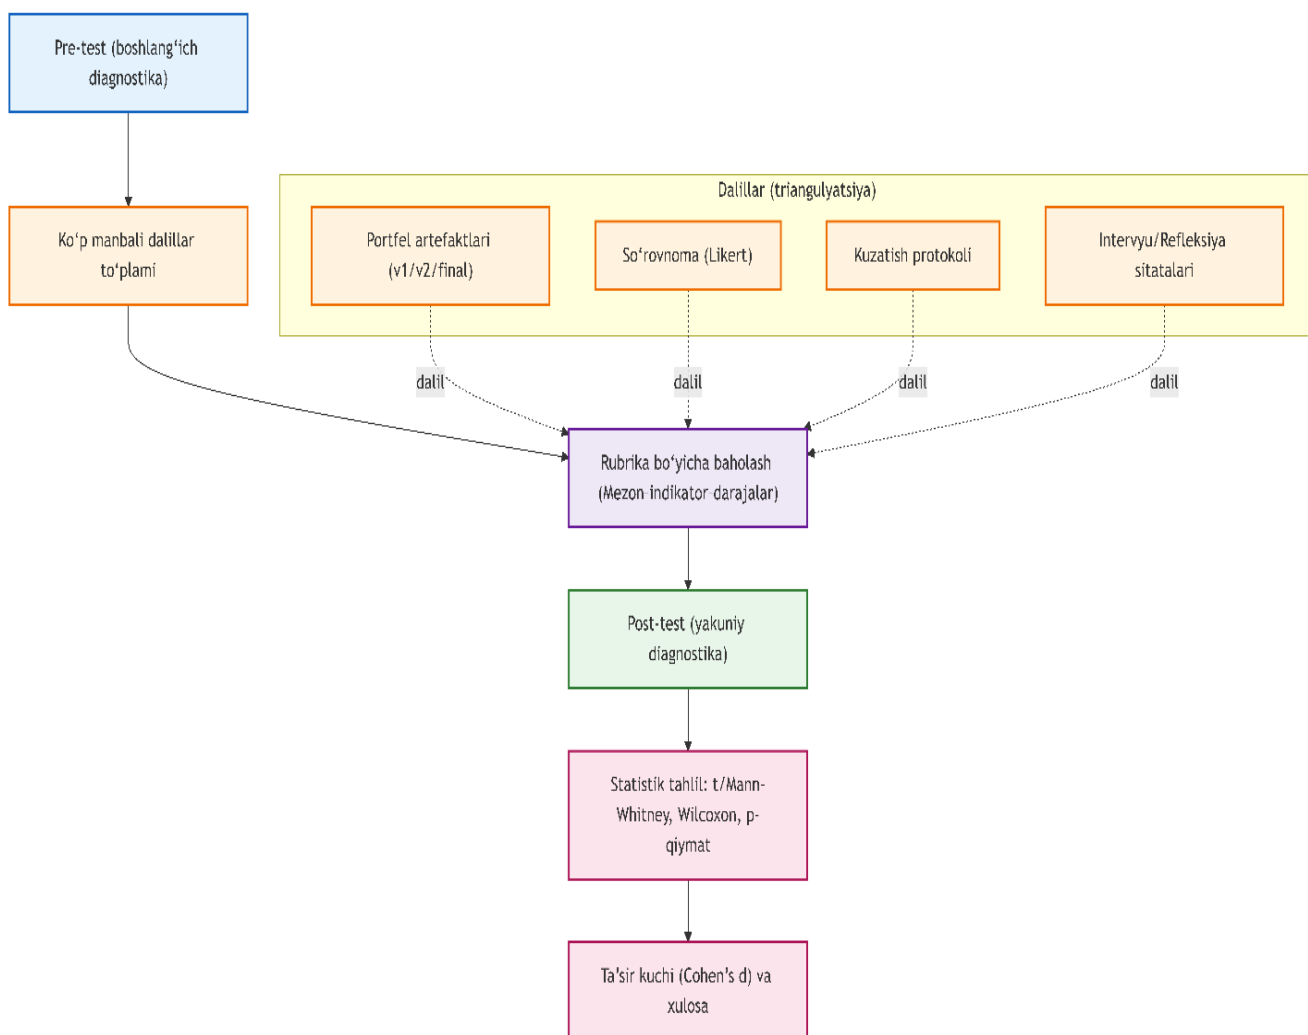 Pre-test (boshlang‘ich
diagnostika)
Dalillar (triangulyatsiya)
Ko‘p manbali dalillar
to‘plami
Portfel artefaktlari
(v1/v2/final)
So‘rovnoma (Likert)
Kuzatish protokoli
Intervyu/Refleksiya
sitatalari
dalil
dalil
dalil
dalil
Rubrika bo‘yicha baholash
(Mezon-indikator-darajalar)
Post-test (yakuniy
diagnostika)
Statistik tahlil: t/Mann-
Whitney, Wilcoxon, p-
qiymat
Ta’sir kuchi (Cohen’s d) va
xulosa